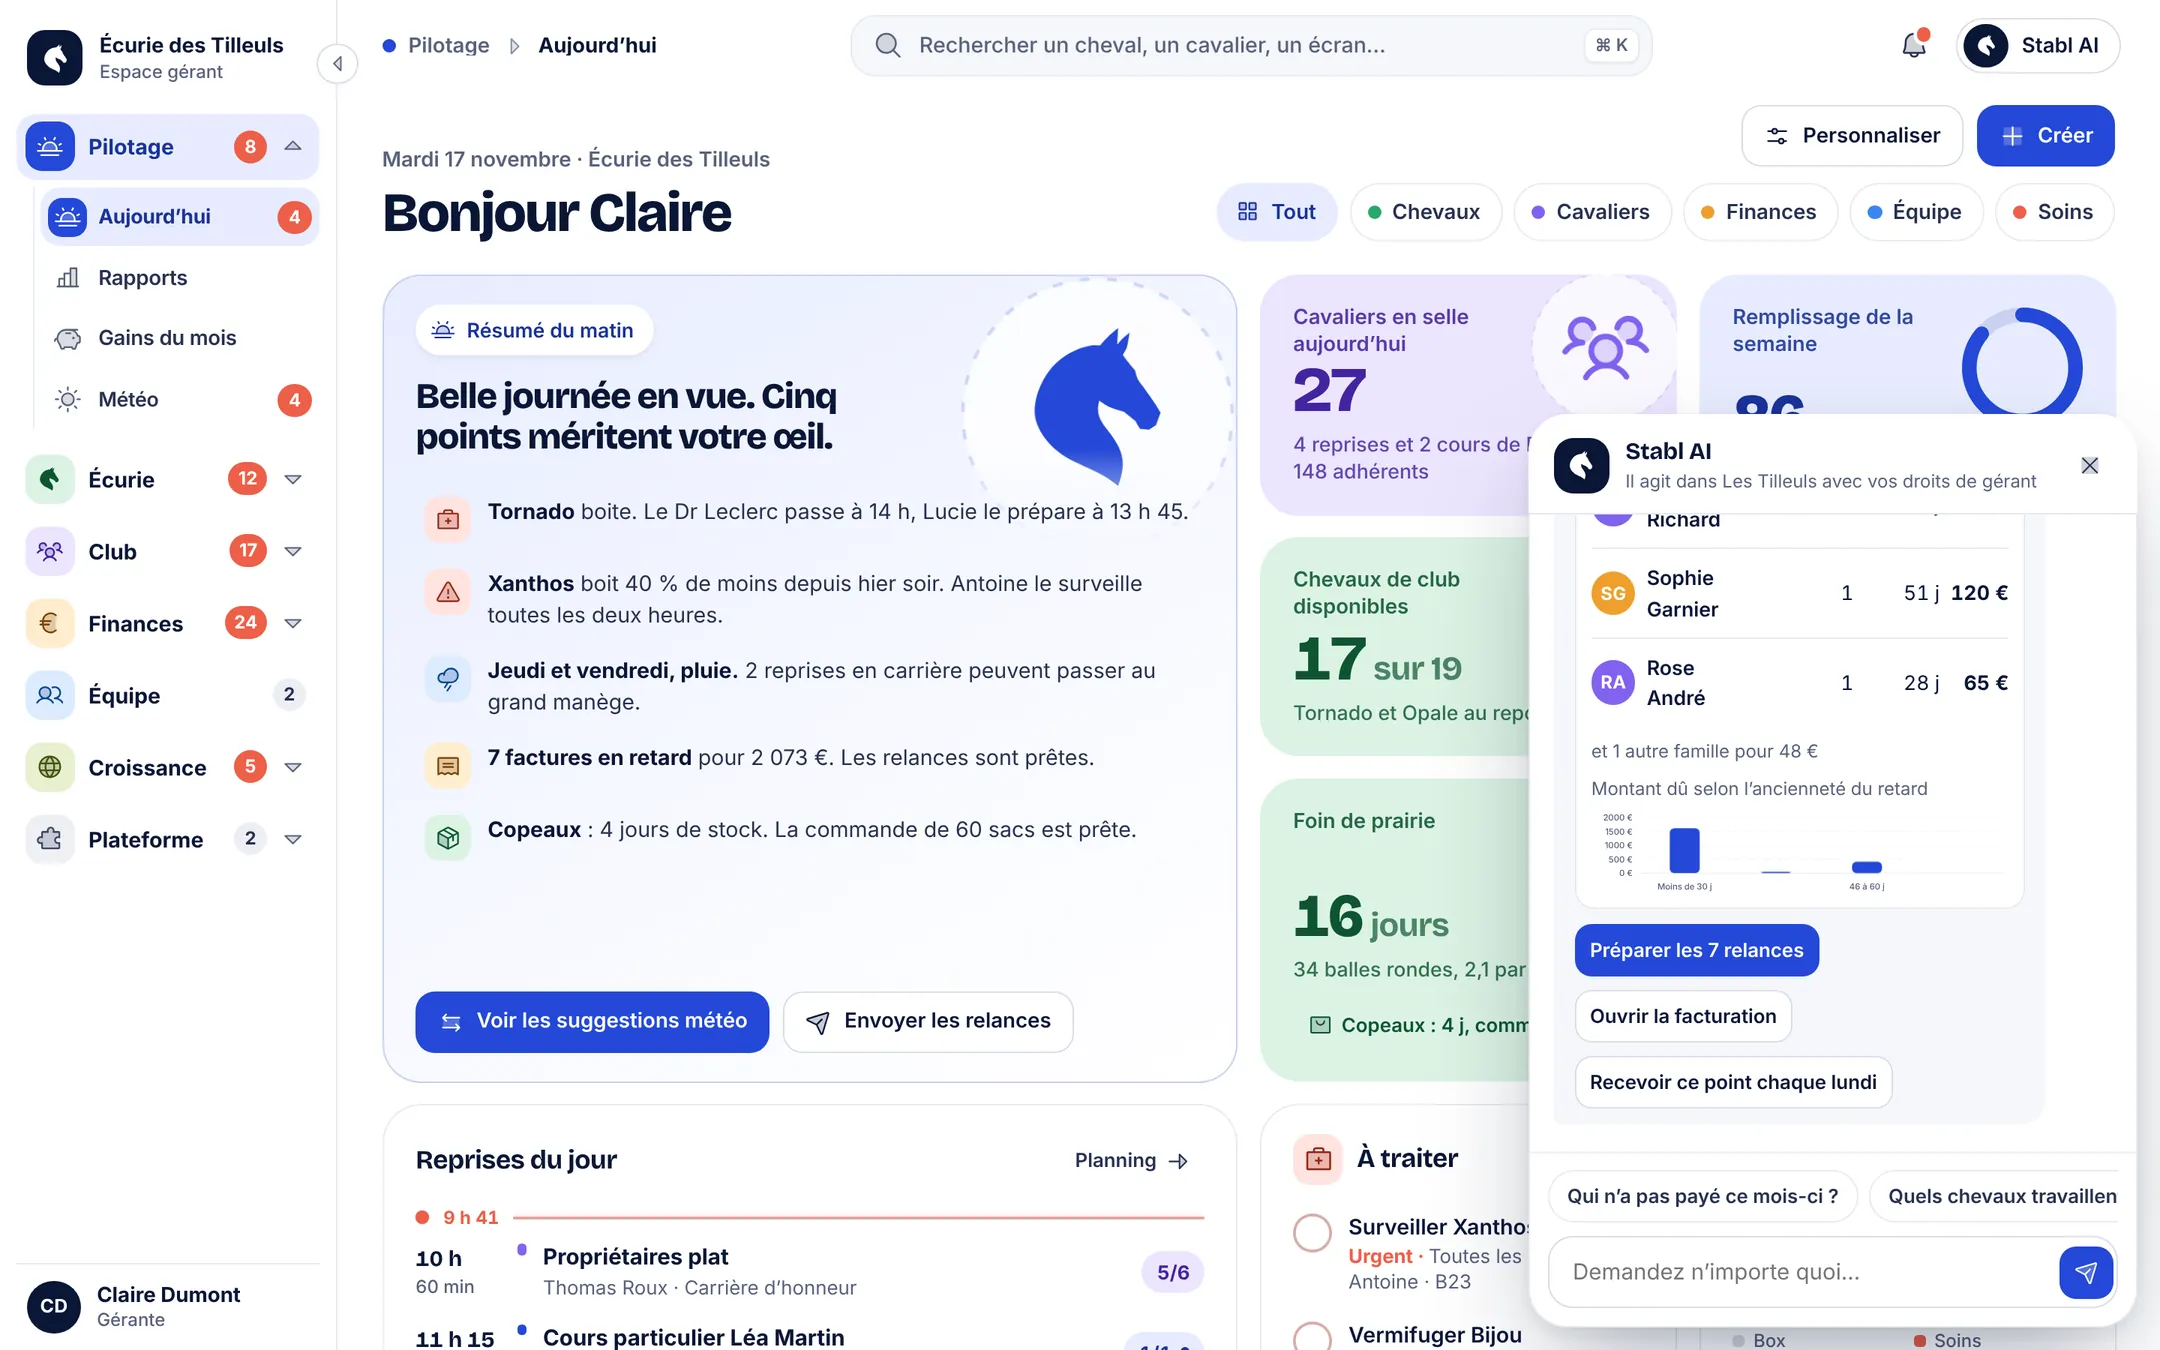 Écurie des Tilleuls
Espace gérant
Pilotage
8
Aujourd’hui
4
Rapports
Gains du mois
Météo
4
Écurie
12
Club
17
Finances
24
Équipe
2
Croissance
5
Plateforme
2
CD
Claire Dumont
Gérante
Pilotage
Aujourd’hui
Rechercher un cheval, un cavalier, un écran…
⌘ K
Stabl AI
Personnaliser
Créer
Mardi 17 novembre · Écurie des Tilleuls
Bonjour Claire
Tout
Chevaux
Cavaliers
Finances
Équipe
Soins
Résumé du matin
Belle journée en vue. Cinq
points méritent votre œil.
Tornado boite. Le Dr Leclerc passe à 14 h, Lucie le prépare à 13 h 45.
Xanthos boit 40 % de moins depuis hier soir. Antoine le surveille
toutes les deux heures.
Jeudi et vendredi, pluie. 2 reprises en carrière peuvent passer au
grand manège.
7 factures en retard pour 2 073 €. Les relances sont prêtes.
Copeaux : 4 jours de stock. La commande de 60 sacs est prête.
Voir les suggestions météo
Envoyer les relances
Cavaliers en selle
aujourd’hui
27
4 reprises et 2 cours de
148 adhérents
Remplissage de la
semaine
86
Chevaux de club
disponibles
17 sur 19
Tornado et Opale au repo
Foin de prairie
16 jours
34 balles rondes, 2,1 par
Copeaux : 4 j, comm
Reprises du jour
Planning
9 h 41
10 h
60 min
Propriétaires plat
Thomas Roux · Carrière d’honneur
5/6
11 h 15
Cours particulier Léa Martin
À traiter
Surveiller Xanthos
Urgent · Toutes les
Antoine · B23
Vermifuger Bijou
Box
Soins
Stabl AI
Il agit dans Les Tilleuls avec vos droits de gérant
Richard
SG
Sophie
Garnier
1
51 j
120 €
RA
Rose
André
1
28 j
65 €
et 1 autre famille pour 48 €
Montant dû selon l’ancienneté du retard
2000 €
1500 €
1000 €
500 €
0 €
Moins de 30 j
46 à 60 j
Préparer les 7 relances
Ouvrir la facturation
Recevoir ce point chaque lundi
Qui n’a pas payé ce mois-ci ?
Quels chevaux travaillen
Demandez n’importe quoi…